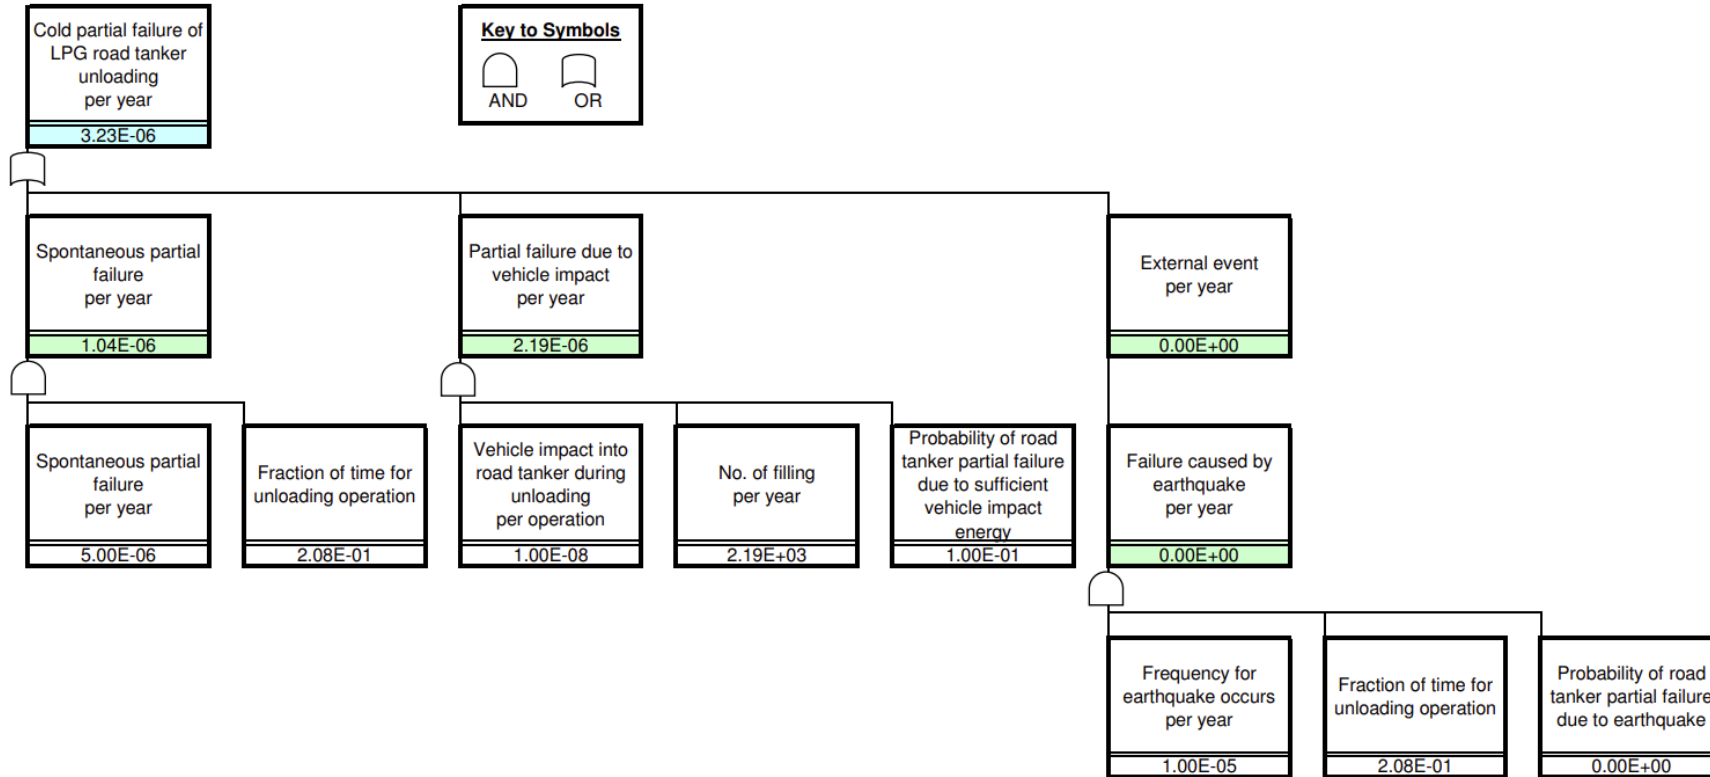 Cold partial failure of
LPG road tanker
unloading
per year
3.23E-06
Key to Symbols
AND
OR
Spontaneous partial
failure
per year
1.04E-06
Partial failure due to
vehicle impact
per year
2.19E-06
External event
per year
0.00E+00
Spontaneous partial
failure
per year
5.00E-06
Fraction of time for
unloading operation
2.08E-01
Vehicle impact into
road tanker during
unloading
per operation
1.00E-08
No. of filling
per year
2.19E+03
Probability of road
tanker partial failure
due to sufficient
vehicle impact
energy
1.00E-01
Failure caused by
earthquake
per year
0.00E+00
Frequency for
earthquake occurs
per year
1.00E-05
Fraction of time for
unloading operation
2.08E-01
Probability of road
tanker partial failure
due to earthquake
0.00E+00